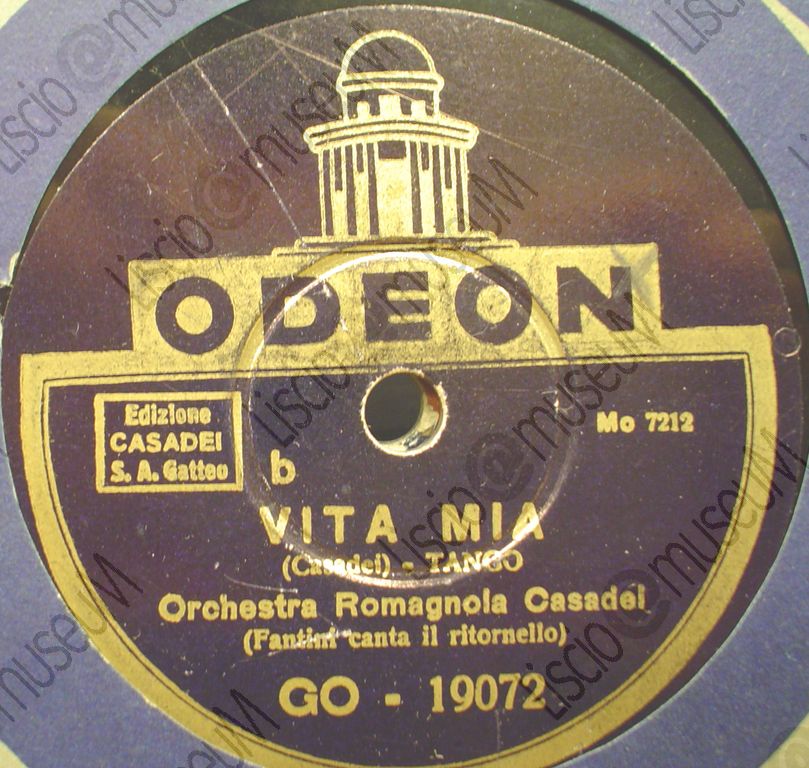 ODEON
Edizione
CASADEI
S. A. Gatteo
Mo 7212
b
VITA MIA
(Casadei) - TANGO
Orchestra Romagnola Casadei
(Fantini canta il ritornello)
GO - 19072
Liscio@museuM